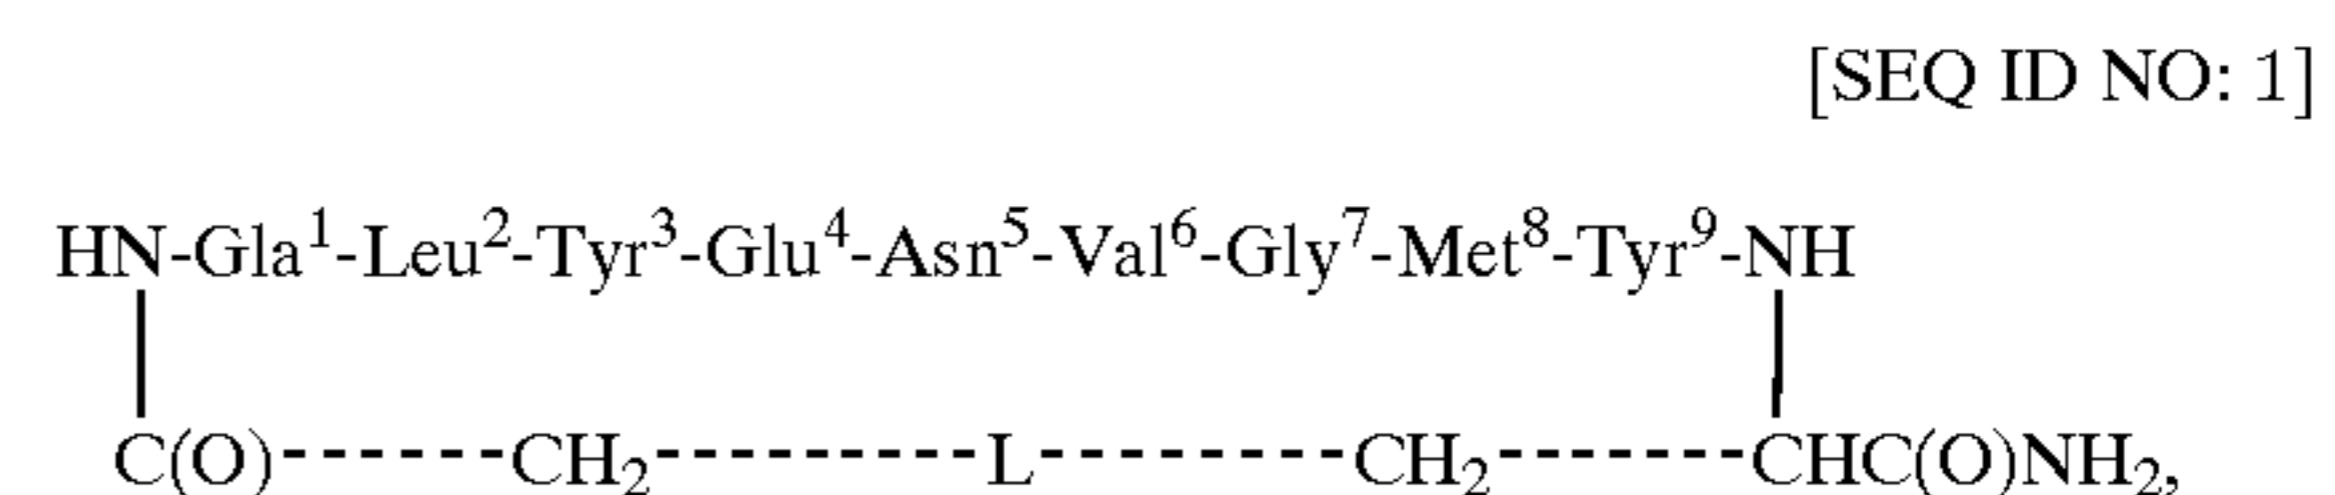 [SEQ ID NO: 1]
HN-Gla¹-Leu²-Tyr³-Glu⁴-Asn⁵-Val⁶-Gly⁷-Met⁸-Tyr⁹-NH
C(O)-------CH₂----------L----------CH₂--------CHC(O)NH₂,